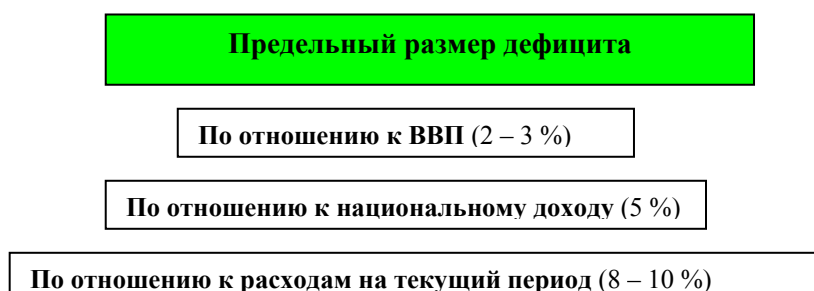 Предельный размер дефицита
По отношению к ВВП (2 – 3 %)
По отношению к национальному доходу (5 %)
По отношению к расходам на текущий период (8 – 10 %)